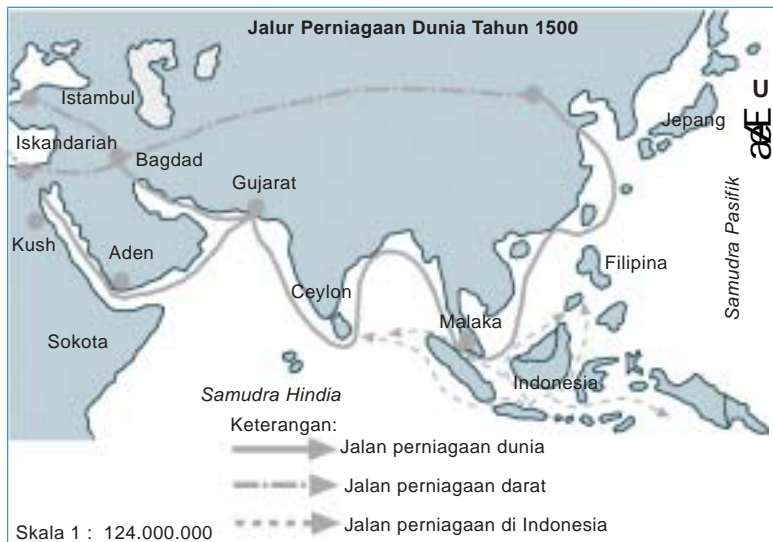 Jalur Perniagaan Dunia Tahun 1500
Istambul
Jepang
Iskandariah
Bagdad
Gujarat
Kush
Aden
Filipina
Samudra Pasifik
Ceylon
Malaka
Sokota
Indonesia
Samudra Hindia
Keterangan:
Jalan perniagaan dunia
Jalan perniagaan darat
Skala 1 : 124.000.000
Jalan perniagaan di Indonesia